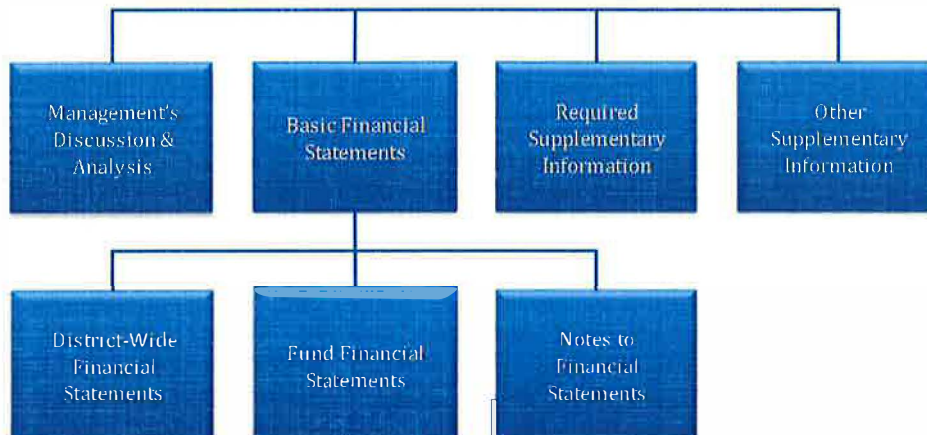 Management's
Discussion &
Analysis
Basic Financial
Statements
Required
Supplementary
Information
Other
Supplementary
Information
District-Wide
Financial
Statements
Fund Financial
Statements
Notes to
Financial
Statements